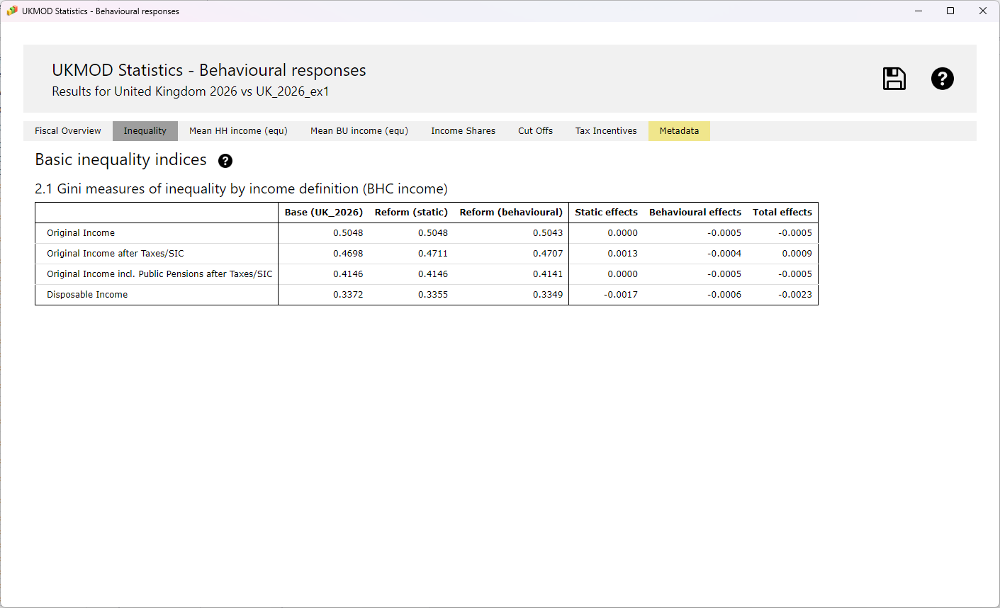 UKMOD Statistics - Behavioural responses
UKMOD Statistics - Behavioural responses
Results for United Kingdom 2026 vs UK_2026_ex1
Fiscal Overview Inequality Mean HH income (equ) Mean BU income (equ) Income Shares Cut Offs Tax Incentives Metadata
Basic inequality indices ?
2.1 Gini measures of inequality by income definition (BHC income)
Base (UK_2026) Reform (static) Reform (behavioural) Static effects Behavioural effects Total effects
Original Income 0.5048 0.5048 0.5043 0.0000 -0.0005 -0.0005
Original Income after Taxes/SIC 0.4698 0.4711 0.4707 0.0013 -0.0004 0.0009
Original Income incl. Public Pensions after Taxes/SIC 0.4146 0.4146 0.4141 0.0000 -0.0005 -0.0005
Disposable Income 0.3372 0.3355 0.3349 -0.0017 -0.0006 -0.0023